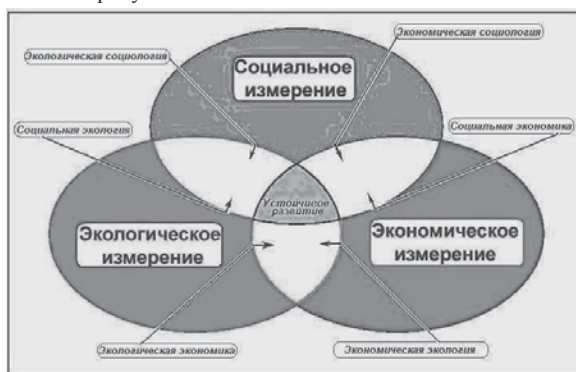 Экологическая социология
Экономическая социология
Социальное
измерение
Социальная экология
Социальная экономика
Устойчивое
развитие
Экологическое
измерение
Экономическое
измерение
Экологическая экономика
Экономическая экология